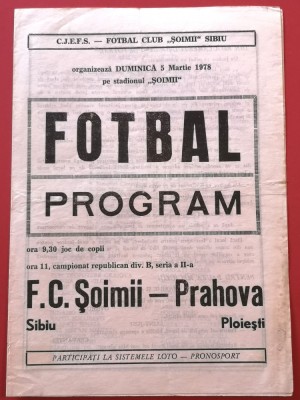 C.J.E.F.S. — FOTBAL CLUB „ŞOIMII” SIBIU
organizează DUMINICĂ 5 Martie 1978
pe stadionul „ŞOIMII”
FOTBAL
PROGRAM
ora 9,30 joc de copii
ora 11, campionat republican div. B, seria a II-a
F.C. Şoimii — Prahova
Sibiu Ploieşti
PARTICIPAŢI LA SISTEMELE LOTO — PRONOSPORT